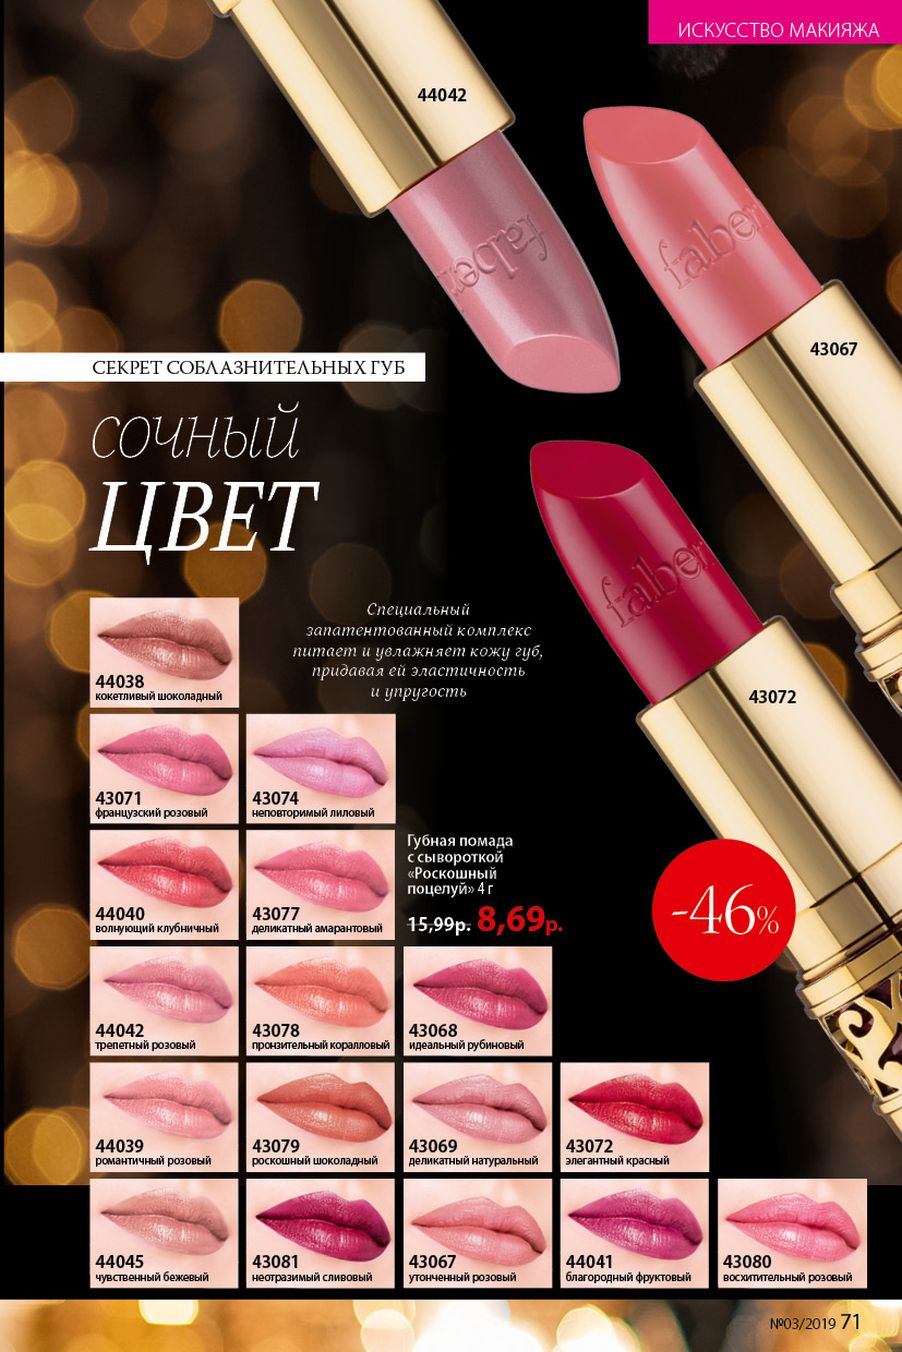 ИСКУССТВО МАКИЯЖА
44042
faber
faber
43067
СЕКРЕТ СОБЛАЗНИТЕЛЬНЫХ ГУБ
СОЧНЫЙ
ЦВЕТ
faber
43072
Специальный
запатентованный комплекс
питает и увлажняет кожу губ,
придавая ей эластичность
и упругость
44038
кокетливый шоколадный
43071
французский розовый
43074
неповторимый лиловый
44040
волнующий клубничный
43077
деликатный амарантовый
Губная помада
с сывороткой
«Роскошный
поцелуй» 4 г
15,99р. 8,69р.
-46%
44042
трепетный розовый
43078
пронзительный коралловый
43068
идеальный рубиновый
44039
романтичный розовый
43079
роскошный шоколадный
43069
деликатный натуральный
43072
элегантный красный
44045
чувственный бежевый
43081
неотразимый сливовый
43067
утонченный розовый
44041
благородный фруктовый
43080
восхитительный розовый
№03/2019 71